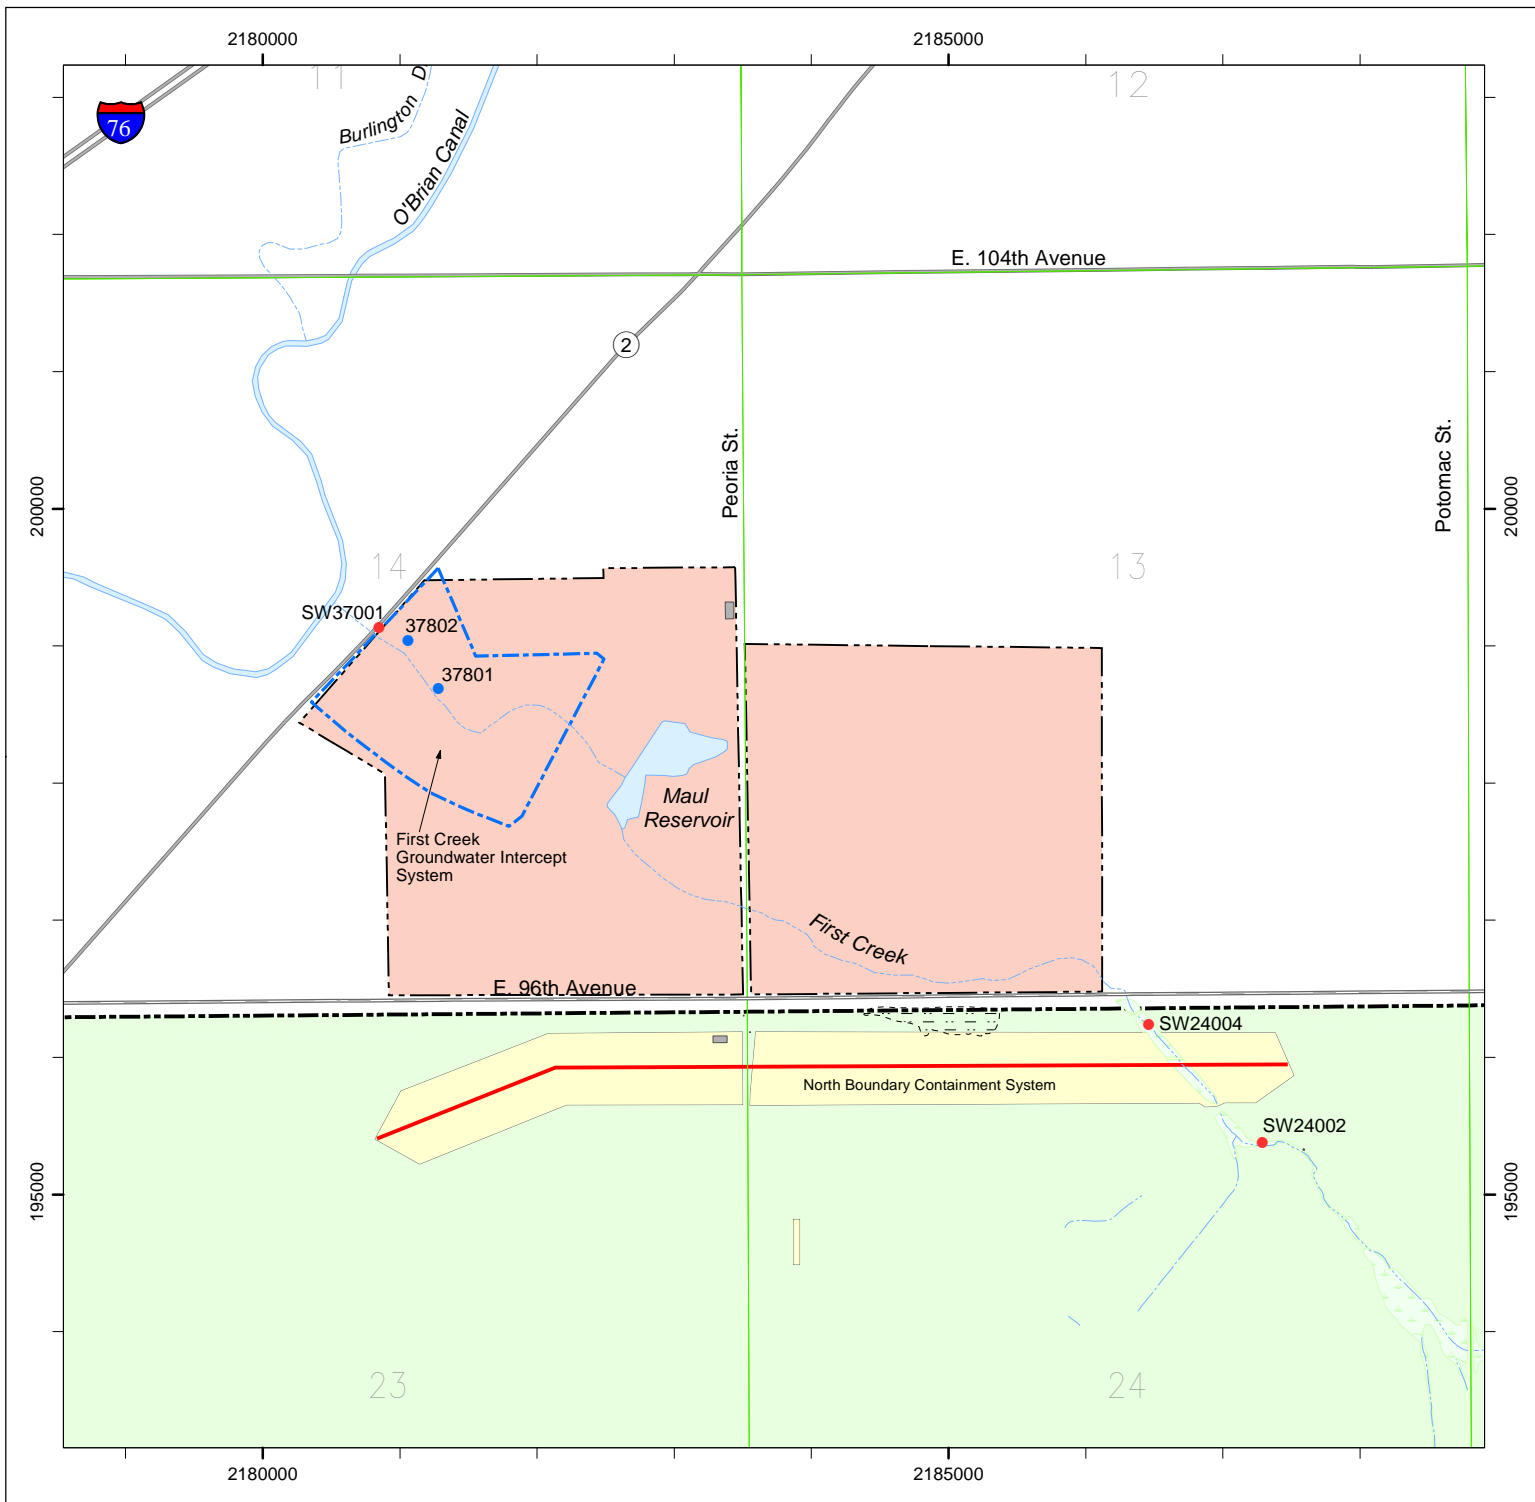 2180000
2185000
11
12
76
Burlington D
O'Brian Canal
E. 104th Avenue
2
Peoria St.
Potomac St.
200000
200000
14
13
SW37001
37802
37801
Maul
Reservoir
First Creek
Groundwater Intercept
System
First Creek
E. 96th Avenue
SW24004
North Boundary Containment System
SW24002
195000
195000
23
24
2180000
2185000